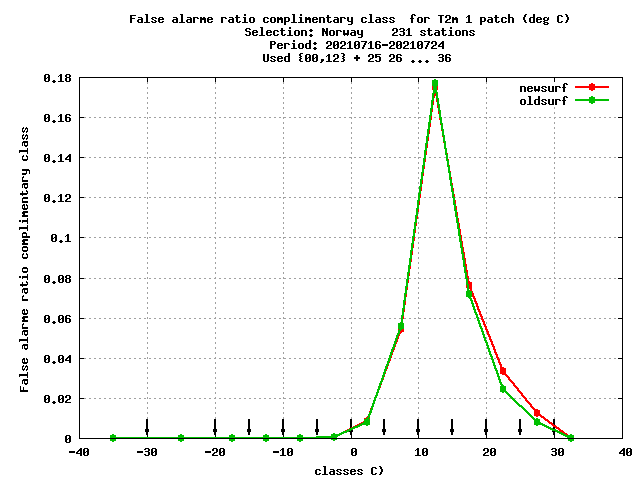 False alarme ratio complimentary class  for T2m 1 patch (deg C)
Selection: Norway    231 stations
Period: 20210716-20210724
Used {00,12} + 25 26 ... 36
newsurf
oldsurf
False alarme ratio complimentary class
0.18
0.16
0.14
0.12
0.1
0.08
0.06
0.04
0.02
0
-40 -30 -20 -10 0 10 20 30 40
classes C)